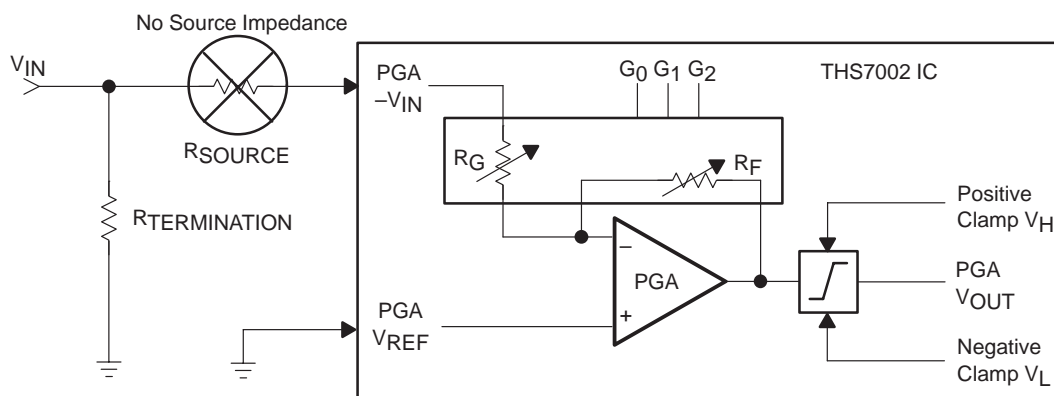 No Source Impedance
VIN
RSOURCE
RTERMINATION
PGA
–VIN
G0 G1 G2
THS7002 IC
RG
RF
–
PGA
+
PGA
VREF
Positive
Clamp VH
PGA
VOUT
Negative
Clamp VL